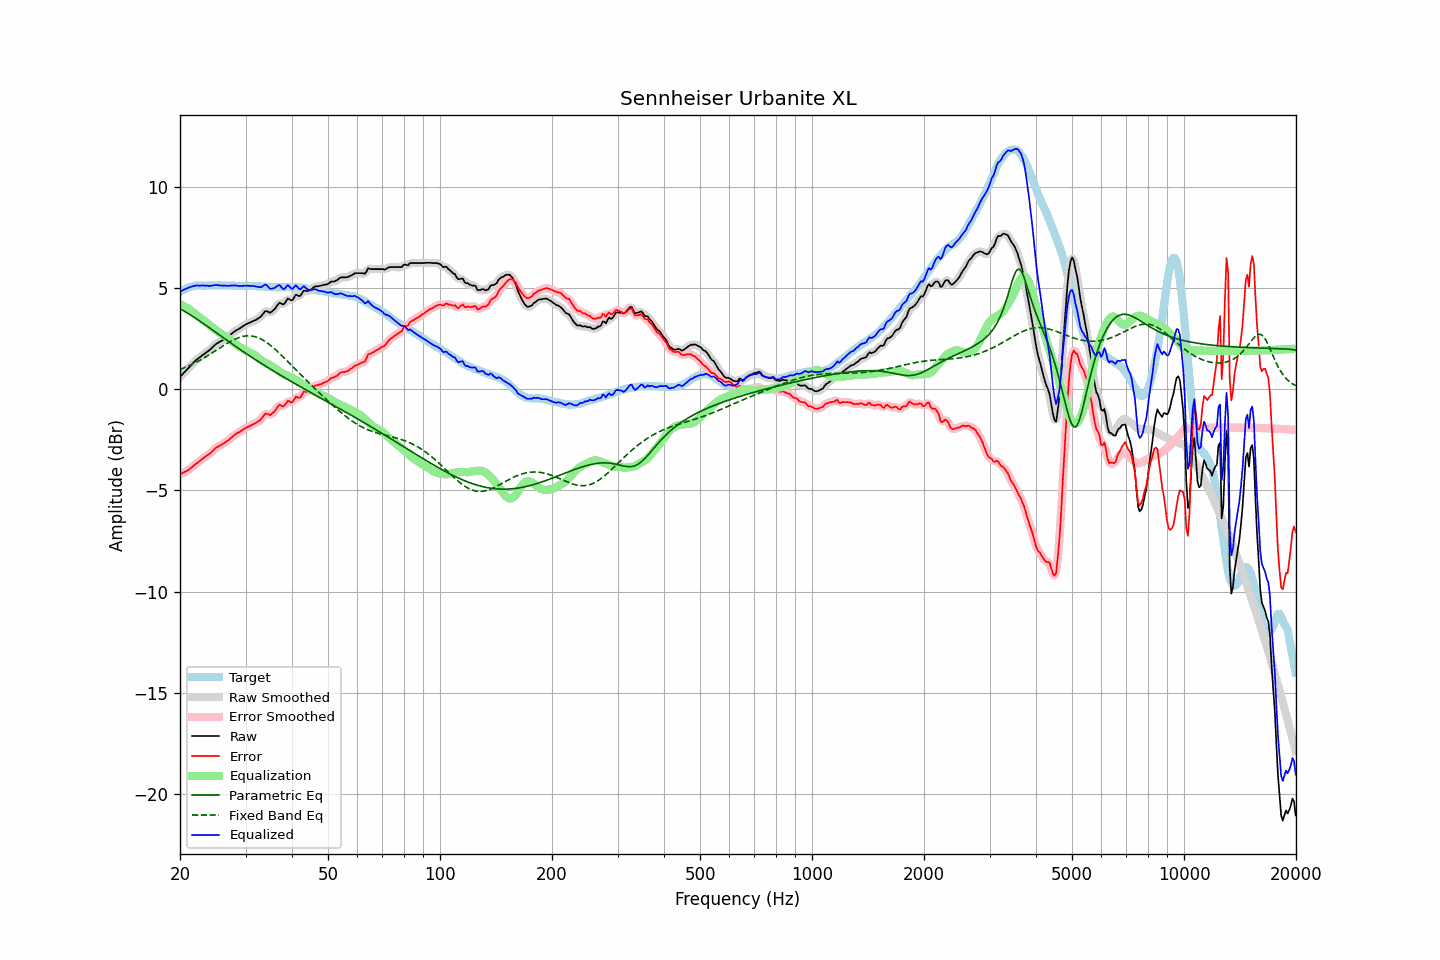 Sennheiser Urbanite XL
Amplitude (dBr)
10
5
0
−5
−10
−15
−20
Target
Raw Smoothed
Error Smoothed
Raw
Error
Equalization
Parametric Eq
Fixed Band Eq
Equalized
20 50 100 200 500 1000 2000 5000 10000 20000
Frequency (Hz)